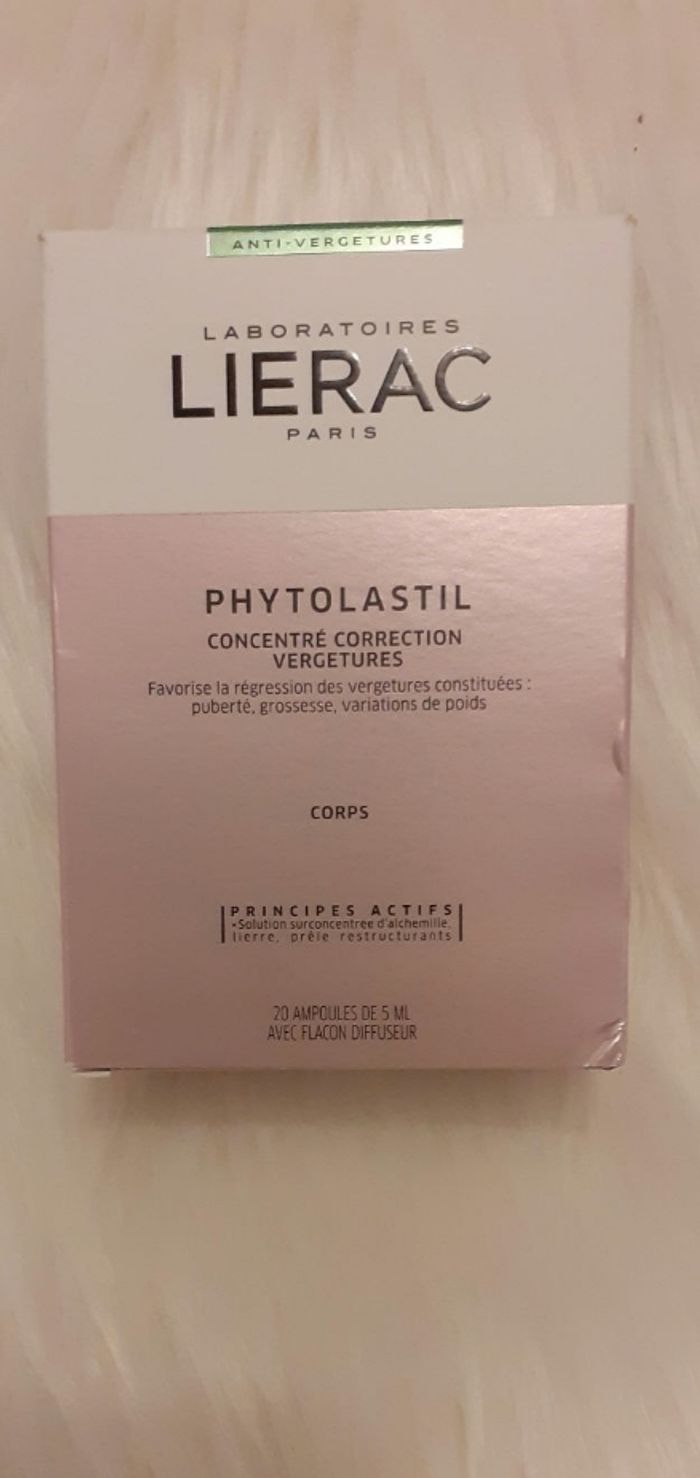 ANTI-VERGETURES
LABORATOIRES
LIERAC
PARIS
PHYTOLASTIL
CONCENTRÉ CORRECTION
VERGETURES
Favorise la régression des vergetures constituées :
puberté, grossesse, variations de poids
CORPS
PRINCIPES ACTIFS
•Solution surconcentrée d'alchemille,
lierre, prêle restructurants
20 AMPOULES DE 5 ML
AVEC FLACON DIFFUSEUR